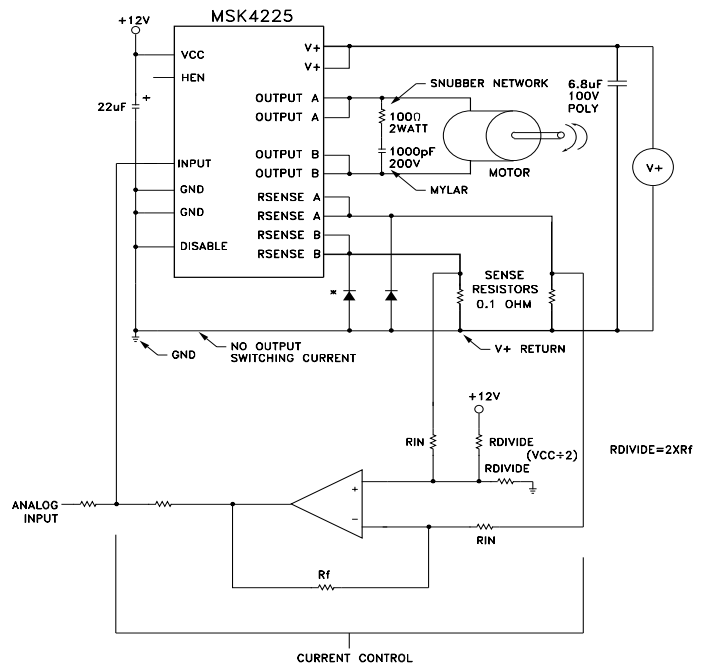 MSK4225
+12V
VCC
HEN
22uF
+
INPUT
GND
GND
DISABLE
V+
V+
OUTPUT A
OUTPUT A
OUTPUT B
OUTPUT B
RSENSE A
RSENSE A
RSENSE B
RSENSE B
SNUBBER NETWORK
100Ω
2WATT
1000pF
200V
MYLAR
MOTOR
6.8uF
100V
POLY
V+
*
SENSE
RESISTORS
0.1 OHM
GND
NO OUTPUT
SWITCHING CURRENT
V+ RETURN
+12V
RIN
RDIVIDE
(VCC÷2)
RDIVIDE
RDIVIDE=2XRf
ANALOG
INPUT
+
−
RIN
Rf
CURRENT CONTROL